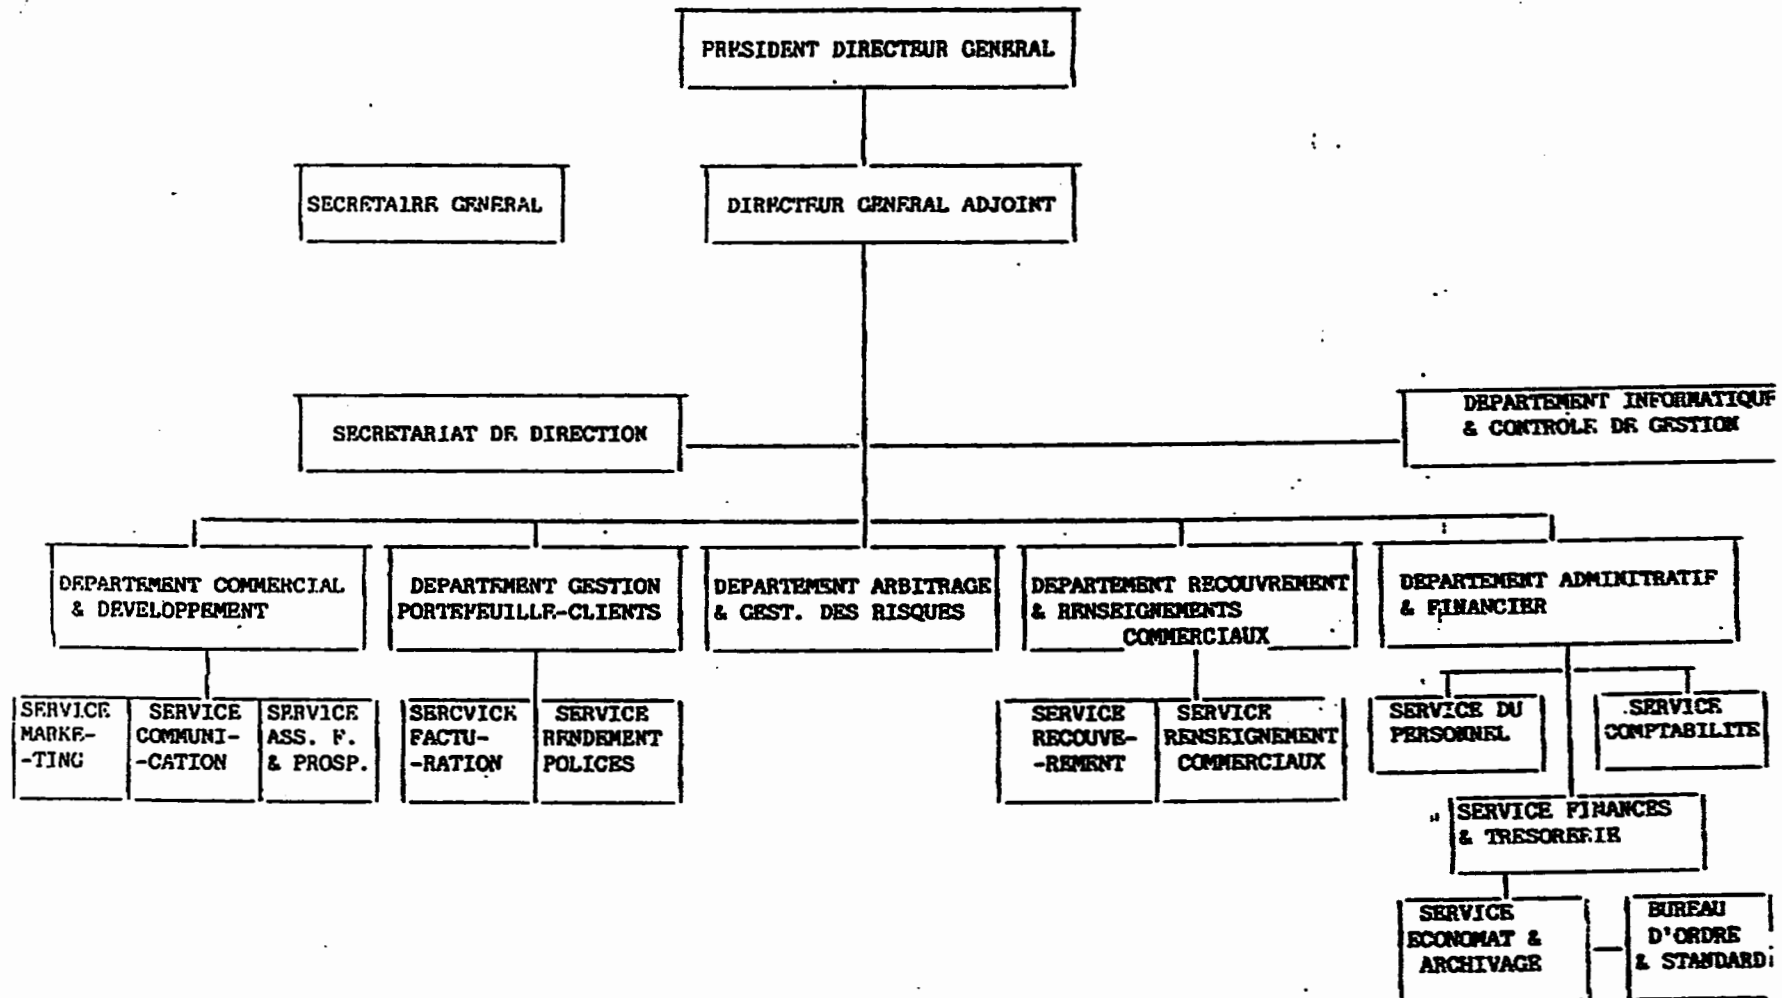 PRESIDENT DIRECTEUR GENERAL
SECRETAIRE GENERAL
DIRECTEUR GENERAL ADJOINT
SECRETARIAT DE DIRECTION
DEPARTEMENT INFORMATIQUE
& CONTROLE DE GESTION
DEPARTEMENT COMMERCIAL
& DEVELOPPEMENT
DEPARTEMENT GESTION
PORTEFEUILLE-CLIENTS
DEPARTEMENT ARBITRAGE
& GEST. DES RISQUES
DEPARTEMENT RECOUVREMENT
& RENSEIGNEMENTS
COMMERCIAUX
DEPARTEMENT ADMINITRATIF
& FINANCIER
SERVICE
MARKE-
-TING
SERVICE
COMMUNI-
-CATION
SERVICE
ASS. F.
& PROSP.
SERCVICE
FACTU-
-RATION
SERVICE
RENDEMENT
POLICES
SERVICE
RECOUVE-
-REMENT
SERVICE
RENSEIGNEMENT
COMMERCIAUX
SERVICE DU
PERSONNEL
SERVICE
COMPTABILITE
SERVICE FINANCES
& TRESORERIE
SERVICE
ECONOMAT &
ARCHIVAGE
BUREAU
D'ORDRE
& STANDARD